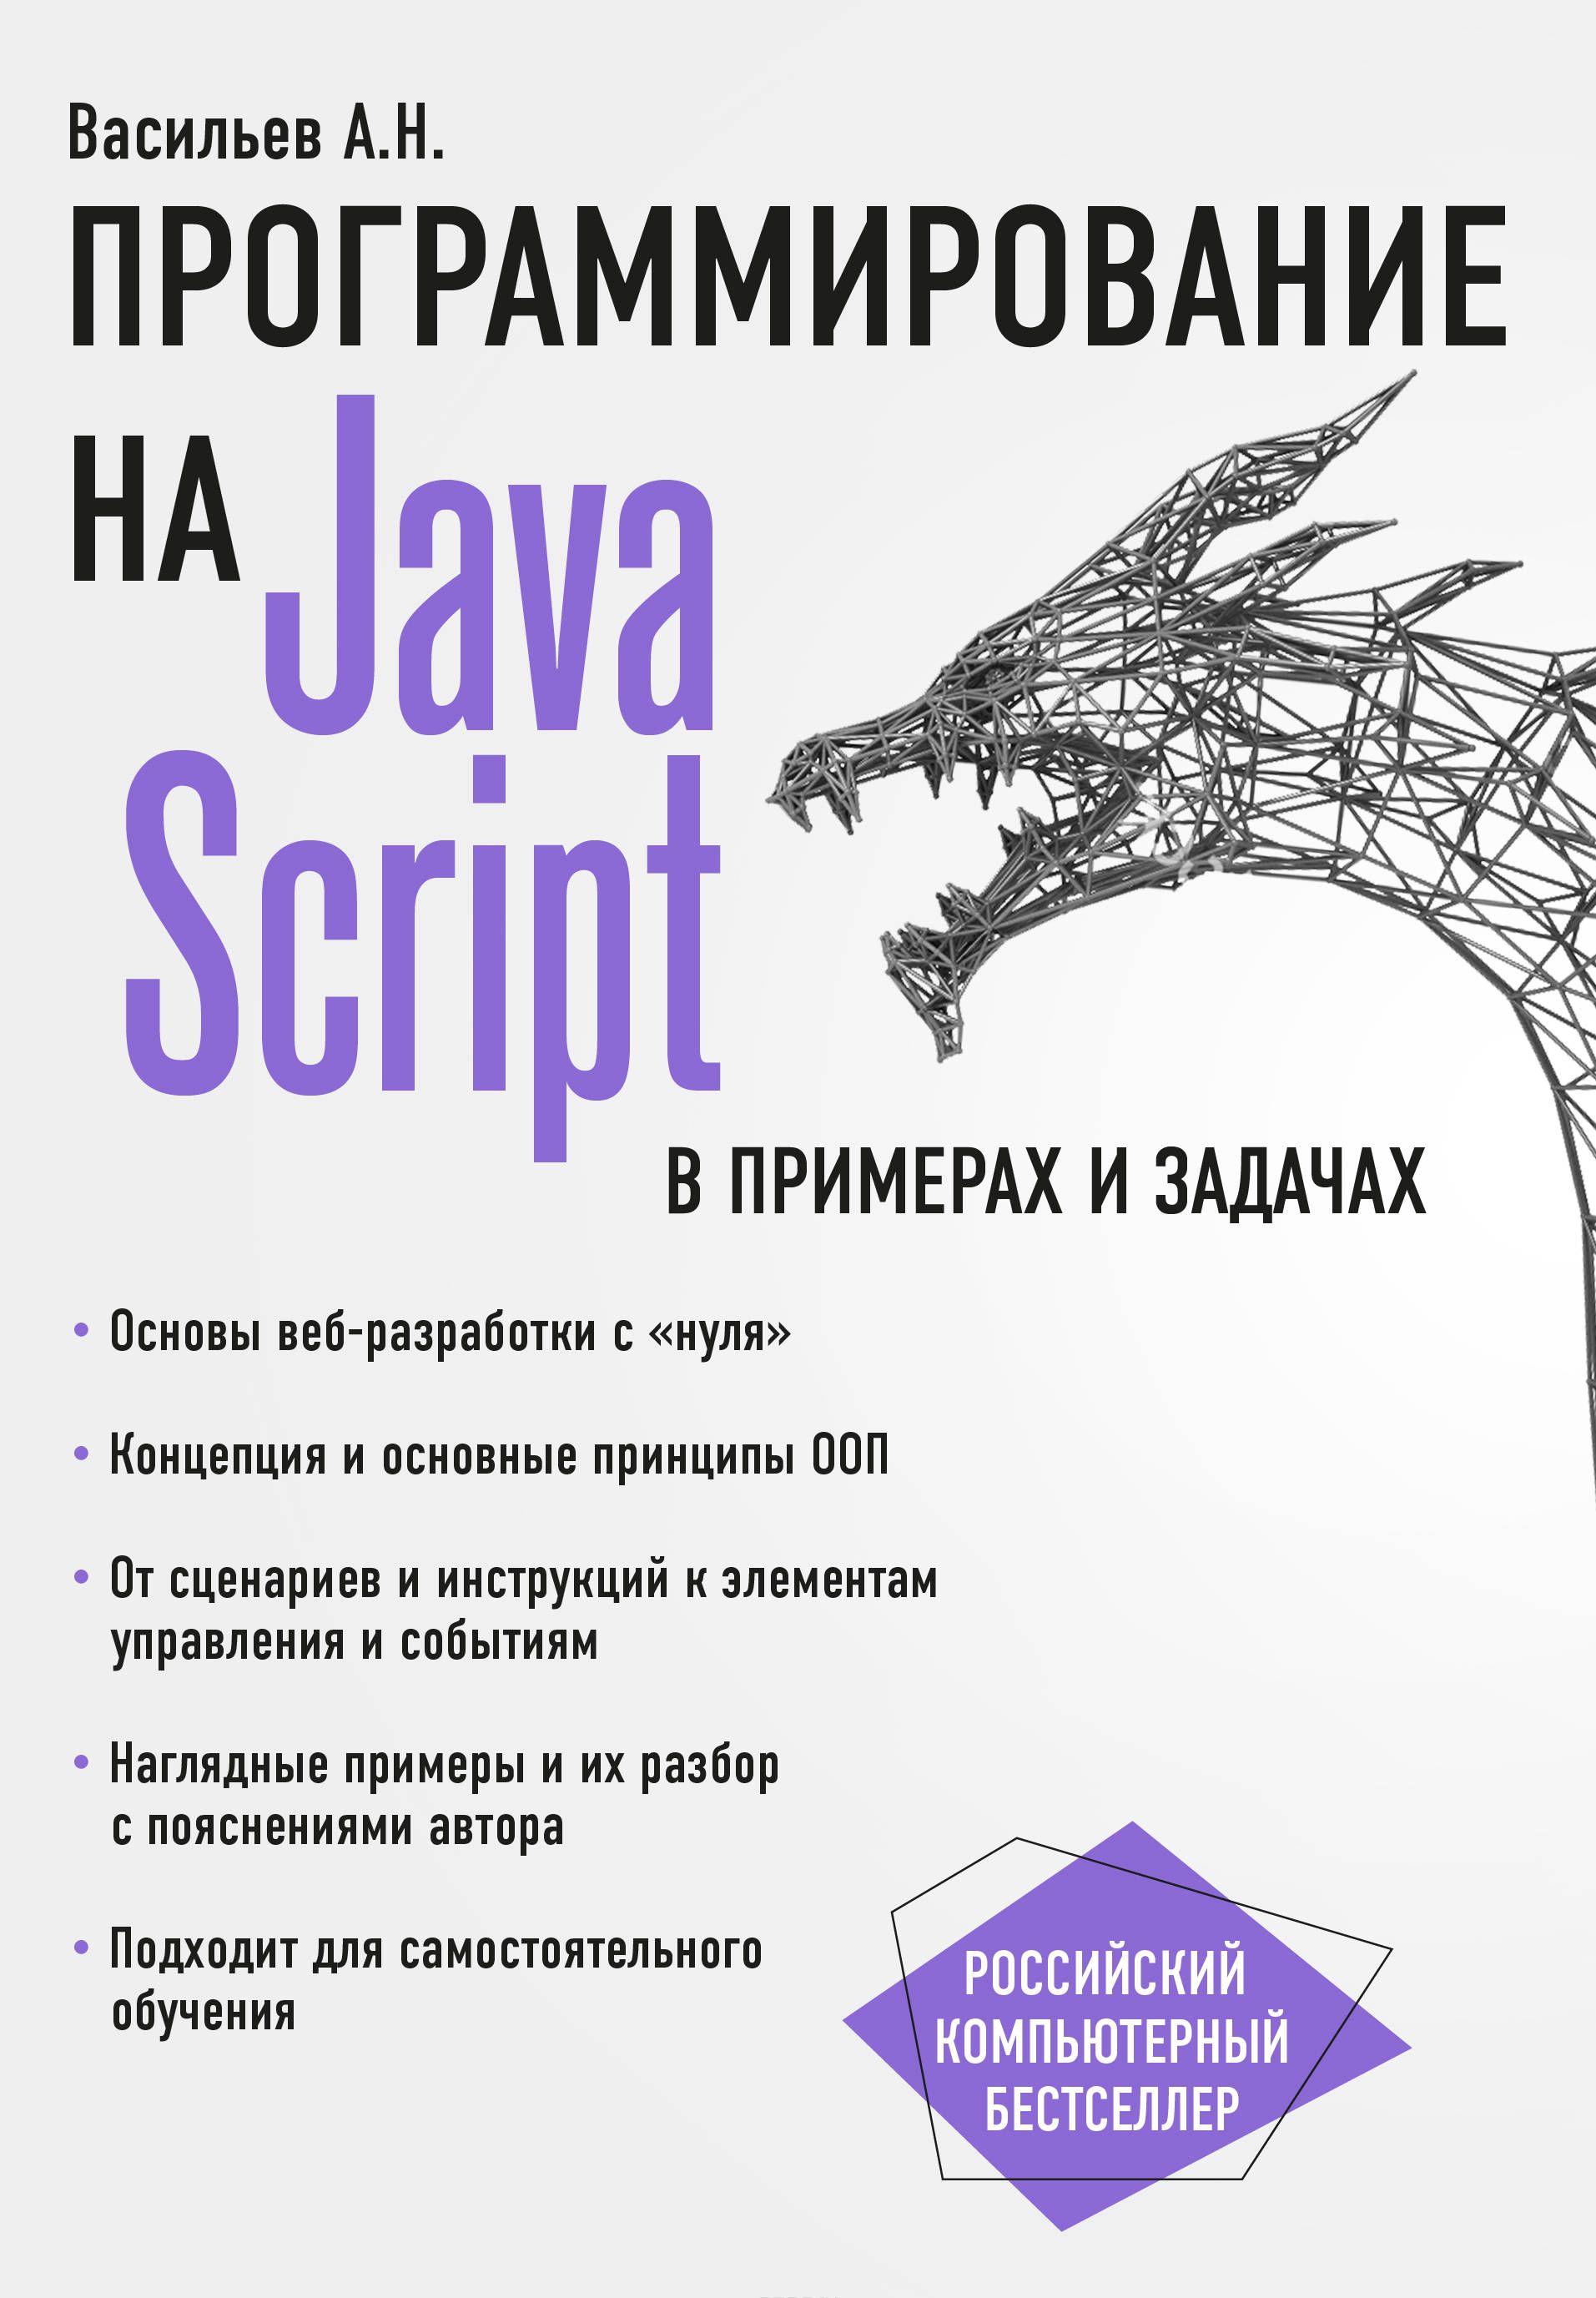 Васильев А.Н.
ПРОГРАММИРОВАНИЕ
НА Java
Script
В ПРИМЕРАХ И ЗАДАЧАХ
• Основы веб-разработки с «нуля»
• Концепция и основные принципы ООП
• От сценариев и инструкций к элементам
управления и событиям
• Наглядные примеры и их разбор
с пояснениями автора
• Подходит для самостоятельного
обучения
РОССИЙСКИЙ
КОМПЬЮТЕРНЫЙ
БЕСТСЕЛЛЕР